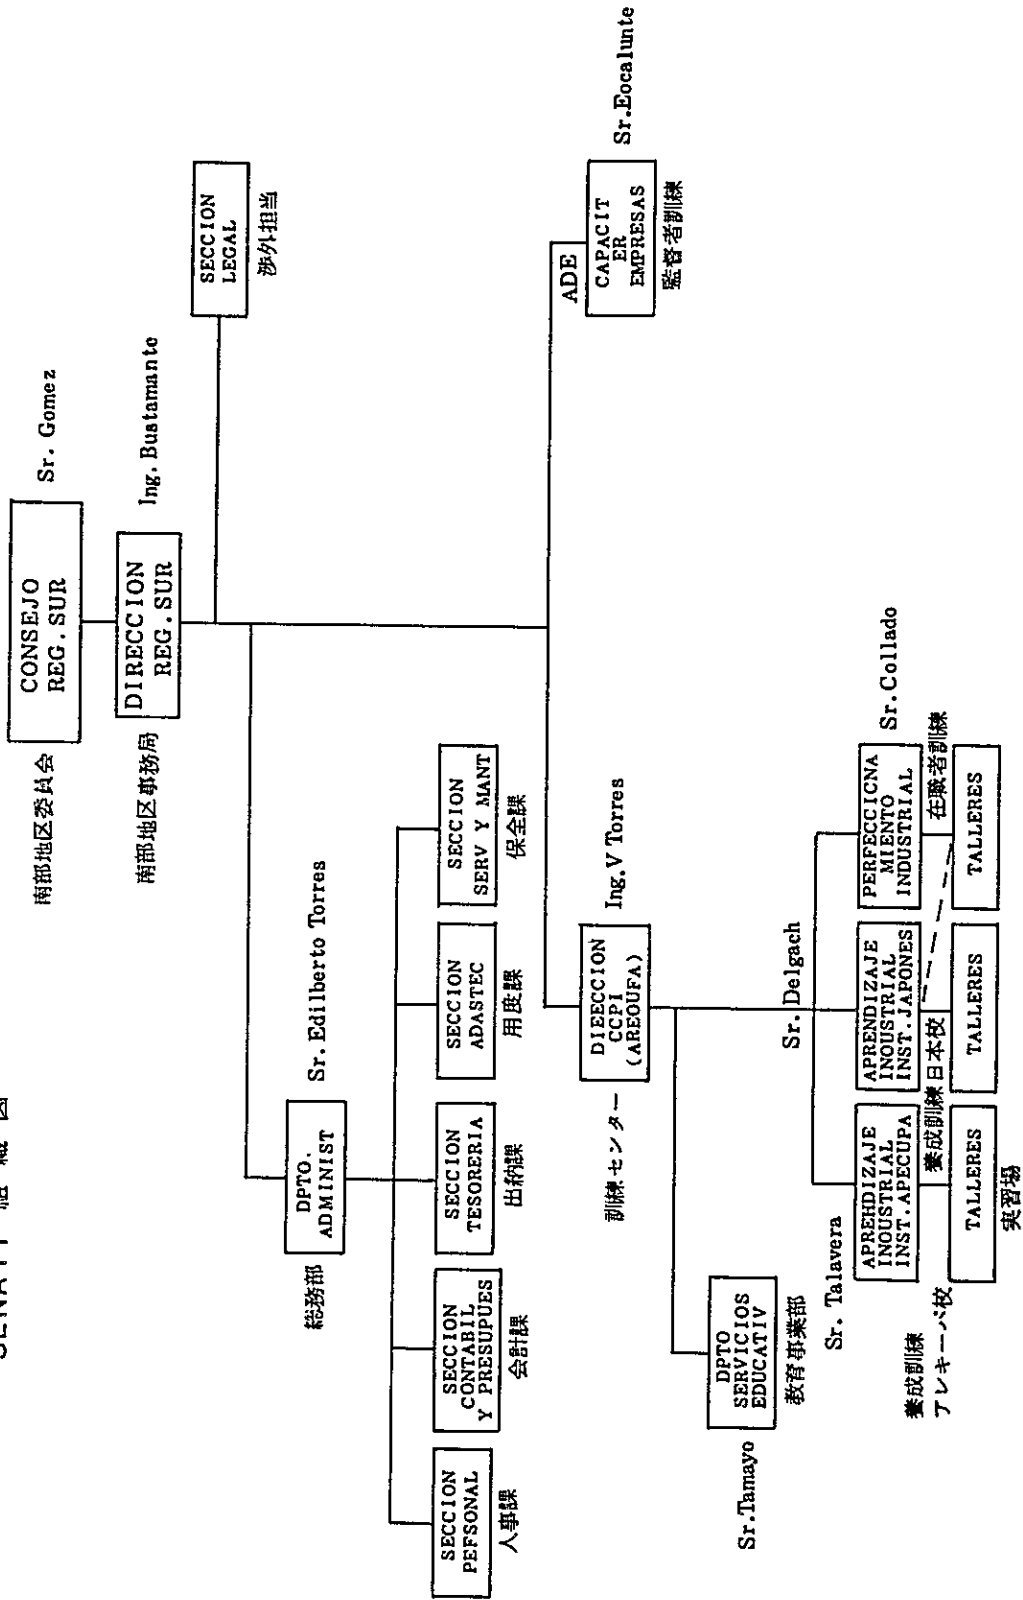 SENATI 組織図
南部地区委員会
CONSEJO
REG.SUR
Sr. Gomez
南部地区事務局
DIRECCION
REG.SUR
Ing. Bustamanto
SECCION
LEGAL
渉外担当
総務部
DPTO.
ADMINIST
Sr. Edilberto Torres
SECCION
PEFSONAL
人事課
SECCION
CONTABIL
Y PRESUPUES
会計課
SECCION
TESORERIA
出納課
SECCION
ADASTEC
用度課
SECCION
SERV Y MANT
保全課
ADE
CAPACIT
ER
EMPRESAS
監督者訓練
Sr.Eocalunte
訓練センター
DIEECCION
CCPI
(AREOUFA)
Ing.V Torres
Sr.Tamayo
DPTO
SERVICIOS
EDUCATIV
教育事業部
Sr. Delgach
Sr. Talavera
APREHDIZAJE
INOUSTRIAL
INST.APECUPA
養成訓練
アレキーパ校
TALLERES
実習場
APRENDIZAJE
INOUSTRIAL
INST.JAPONES
養成訓練日本校
TALLERES
Sr.Collado
PERFECCICNA
MIENTO
INDUSTRIAL
在職者訓練
TALLERES